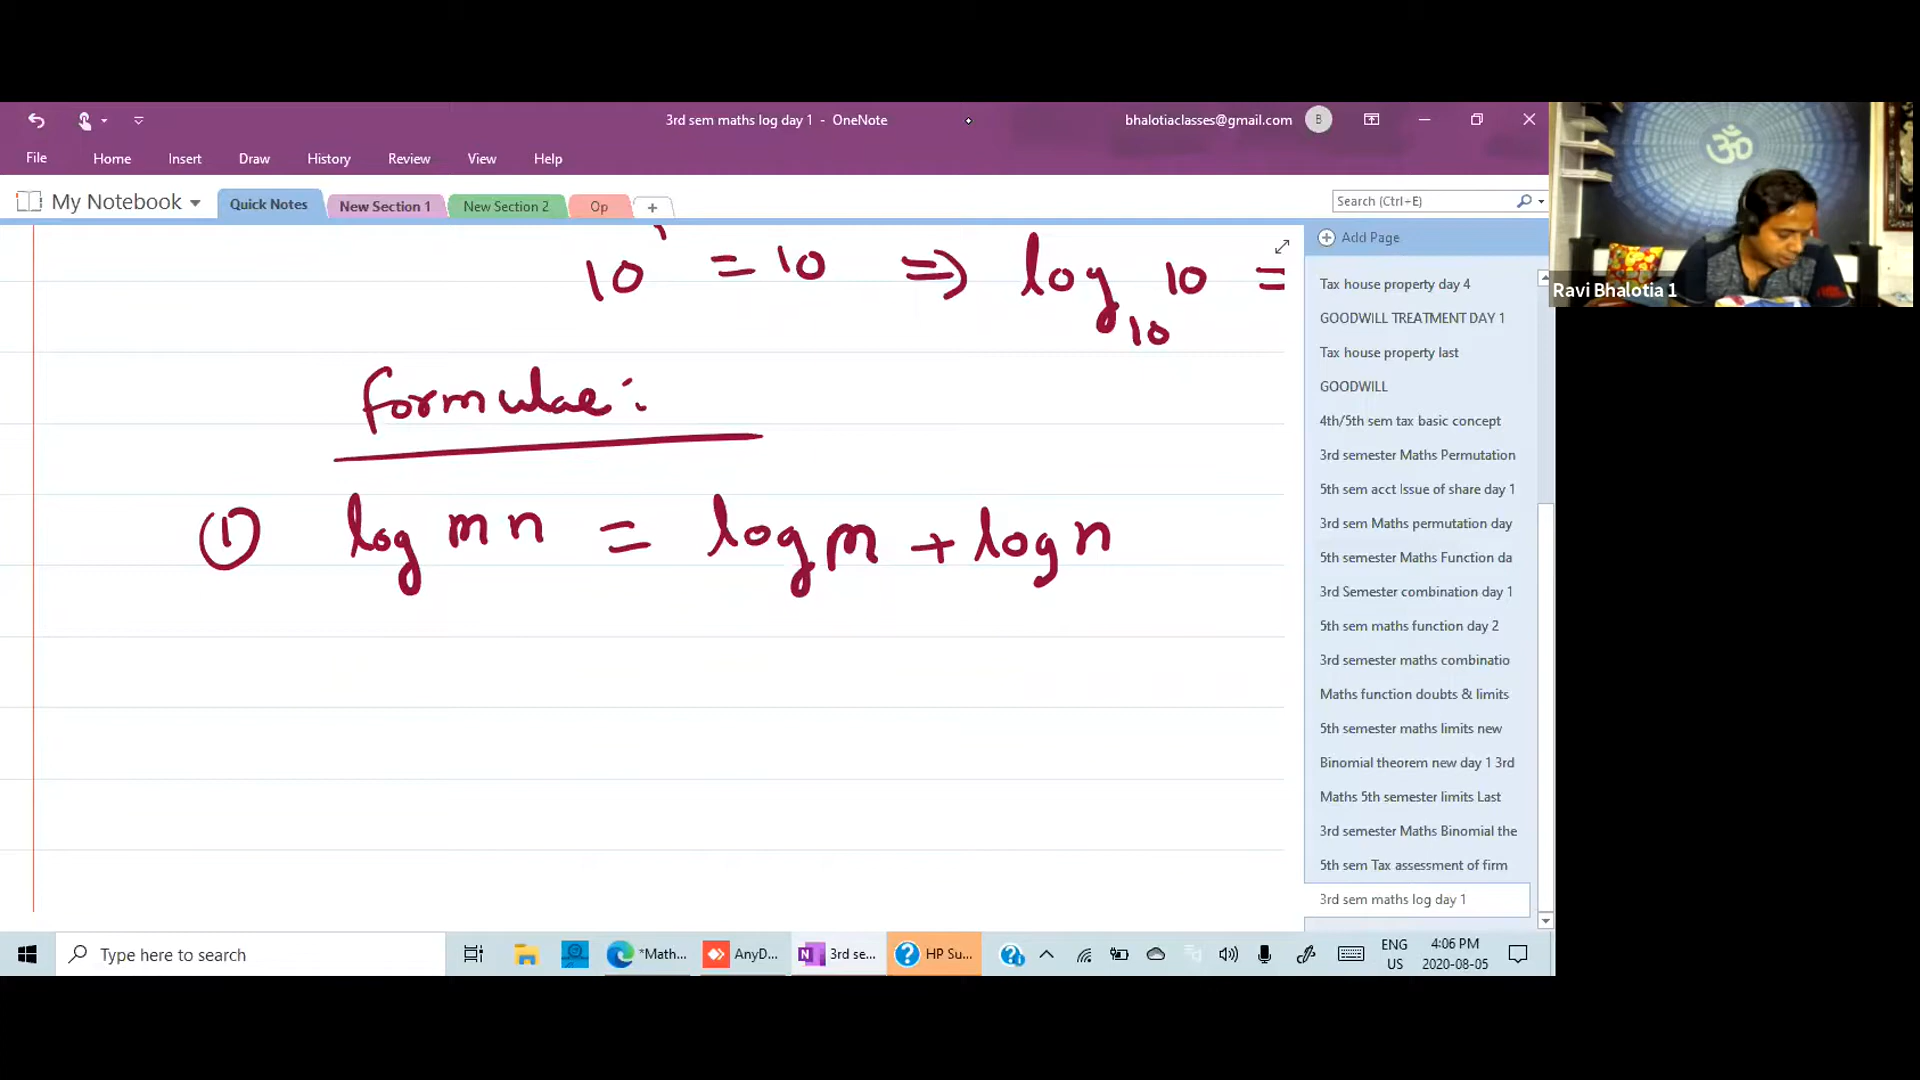 3rd sem maths log day 1 - OneNote
bhalotiaclasses@gmail.com
B
File Home Insert Draw History Review View Help
My Notebook
Quick Notes New Section 1 New Section 2 Op +
Search (Ctrl+E)
10 = 10 ⇒ log₁₀ 10 =
formulae:
① log mn = log m + log n
Add Page
Tax house property day 4
GOODWILL TREATMENT DAY 1
Tax house property last
GOODWILL
4th/5th sem tax basic concept
3rd semester Maths Permutation
5th sem acct Issue of share day 1
3rd sem Maths permutation day
5th semester Maths Function da
3rd Semester combination day 1
5th sem maths function day 2
3rd semester maths combinatio
Maths function doubts & limits
5th semester maths limits new
Binomial theorem new day 1 3rd
Maths 5th semester limits Last
3rd semester Maths Binomial the
5th sem Tax assessment of firm
3rd sem maths log day 1
Ravi Bhalotia 1
ॐ
Type here to search
*Math...
AnyD...
3rd se...
HP Su...
ENG
US
4:06 PM
2020-08-05